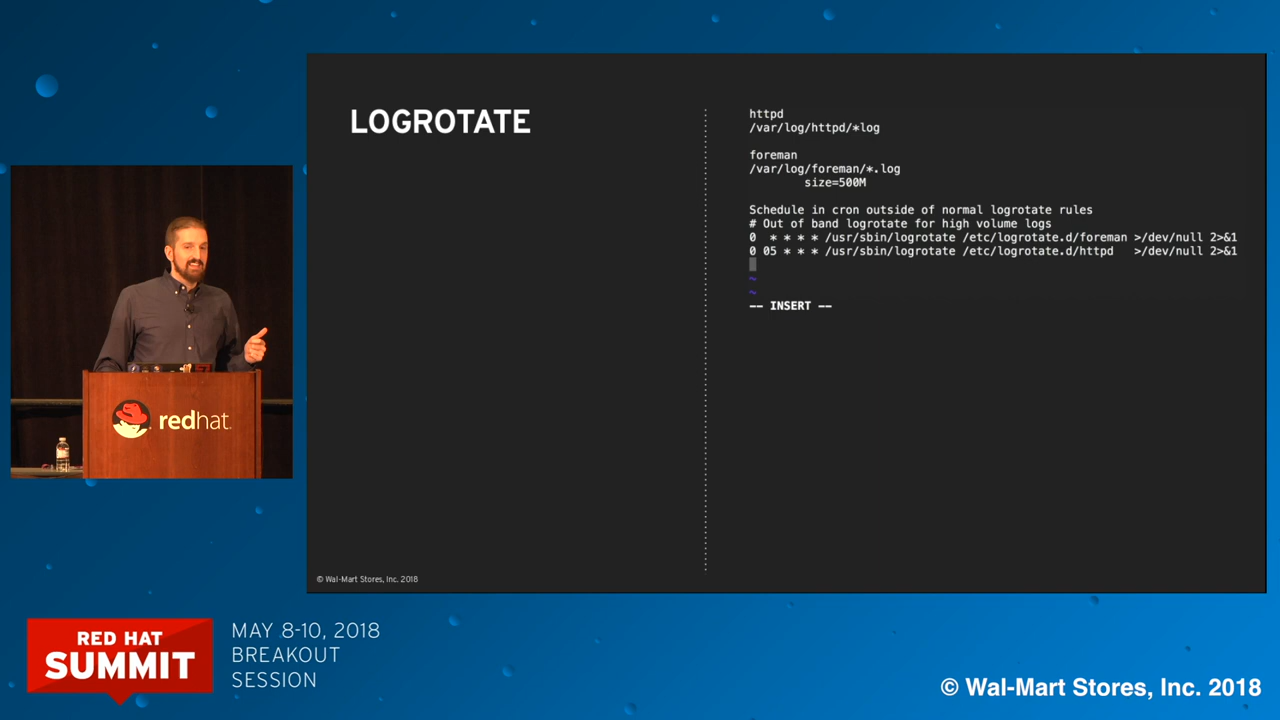 LOGROTATE
httpd
/var/log/httpd/*log
foreman
/var/log/foreman/*.log
size=500M
Schedule in cron outside of normal logrotate rules
# Out of band logrotate for high volume logs
0 * * * * /usr/sbin/logrotate /etc/logrotate.d/foreman >/dev/null 2>&1
0 05 * * * /usr/sbin/logrotate /etc/logrotate.d/httpd >/dev/null 2>&1
~
~
-- INSERT --
© Wal-Mart Stores, Inc. 2018
redhat.
RED HAT
SUMMIT
MAY 8-10, 2018
BREAKOUT
SESSION
© Wal-Mart Stores, Inc. 2018